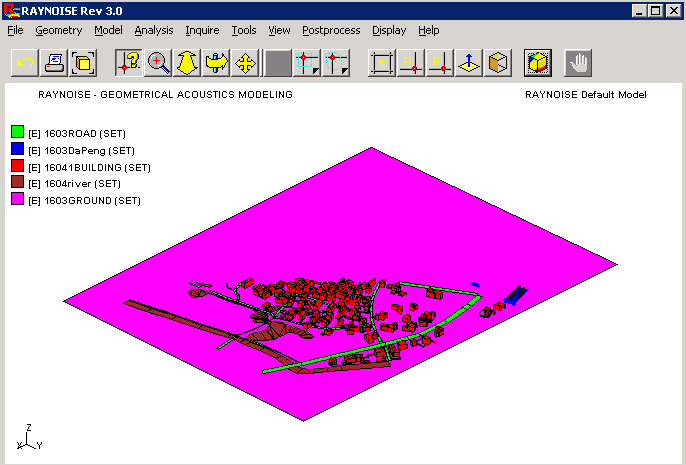 RAYNOISE Rev 3.0
File Geometry Model Analysis Inquire Tools View Postprocess Display Help
RAYNOISE - GEOMETRICAL ACOUSTICS MODELING RAYNOISE Default Model
[E] 1603ROAD (SET)
[E] 1603DaPeng (SET)
[E] 16041BUILDING (SET)
[E] 1604river (SET)
[E] 1603GROUND (SET)
Z
X Y